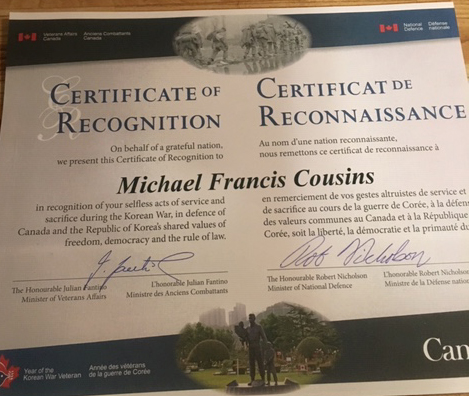 Veterans Affairs Canada
Anciens Combattants Canada
National Defence
Défense nationale
CERTIFICATE OF
RECOGNITION
On behalf of a grateful nation,
we present this Certificate of Recognition to
CERTIFICAT DE
RECONNAISSANCE
Au nom d'une nation reconnaissante,
nous remettons ce certificat de reconnaissance à
Michael Francis Cousins
in recognition of your selfless acts of service and
sacrifice during the Korean War, in defence of
Canada and the Republic of Korea's shared values of
freedom, democracy and the rule of law.
en remerciement de vos gestes altruistes de service et
de sacrifice au cours de la guerre de Corée, à la défens
des valeurs communes au Canada et à la République
Corée, soit la liberté, la démocratie et la primauté du
J. Fantino
Rob Nicholson
The Honourable Julian Fantino
Minister of Veterans Affairs
L'honorable Julian Fantino
Ministre des Anciens Combattants
The Honourable Robert Nicholson
Minister of National Defence
L'honorable Robert Nicholson
Ministre de la Défense national
Year of the
Korean War Veteran
Année des vétérans
de la guerre de Corée
Can